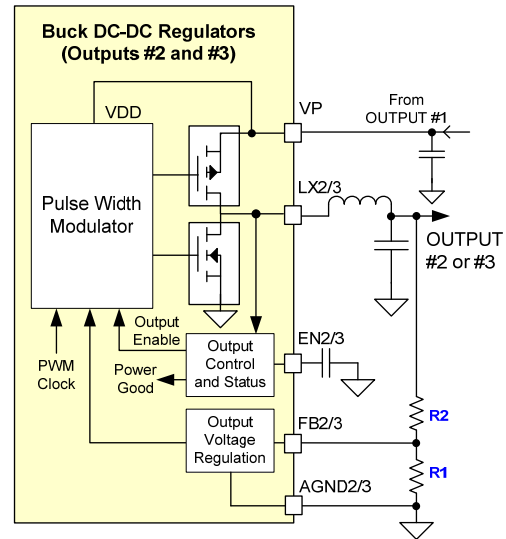 Buck DC-DC Regulators
(Outputs #2 and #3)
VP
From
OUTPUT #1
VDD
Pulse Width
Modulator
LX2/3
OUTPUT
#2 or #3
Output
Enable
PWM
Clock
Power
Good
Output
Control
and Status
EN2/3
Output
Voltage
Regulation
FB2/3
R2
R1
AGND2/3